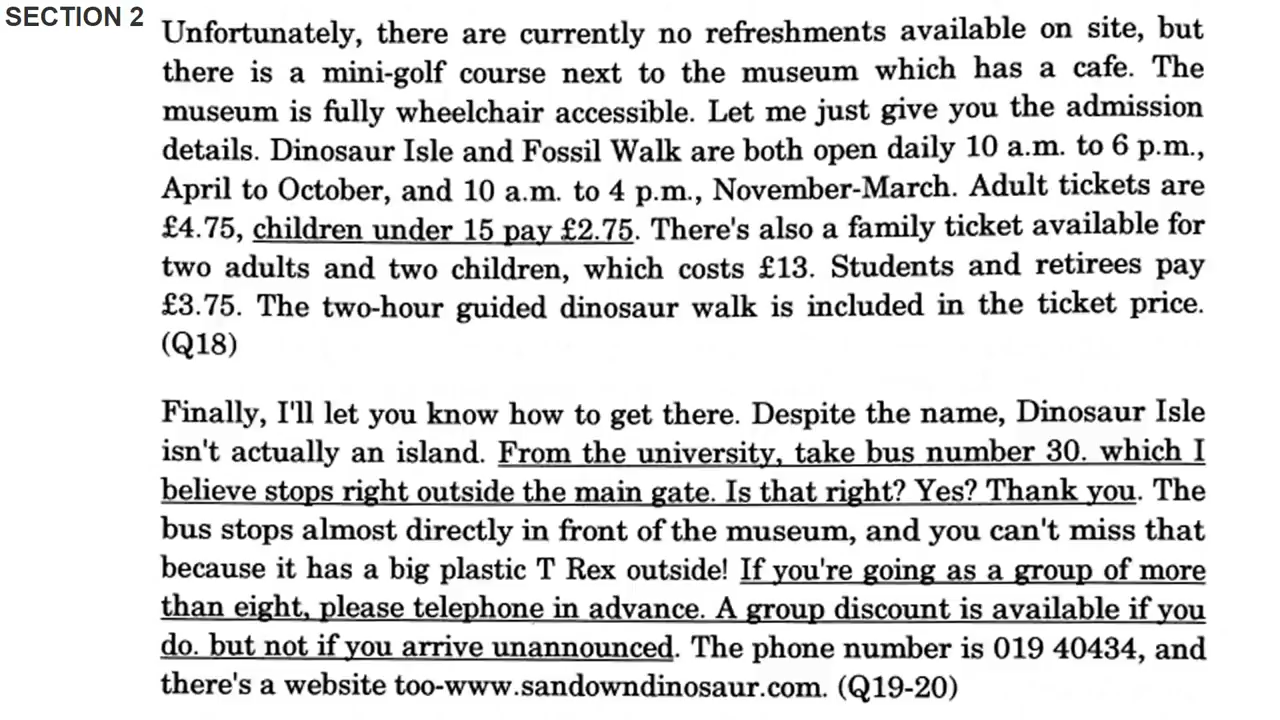 SECTION 2
Unfortunately, there are currently no refreshments available on site, but
there is a mini-golf course next to the museum which has a cafe. The
museum is fully wheelchair accessible. Let me just give you the admission
details. Dinosaur Isle and Fossil Walk are both open daily 10 a.m. to 6 p.m.,
April to October, and 10 a.m. to 4 p.m., November-March. Adult tickets are
£4.75, children under 15 pay £2.75. There's also a family ticket available for
two adults and two children, which costs £13. Students and retirees pay
£3.75. The two-hour guided dinosaur walk is included in the ticket price.
(Q18)
Finally, I'll let you know how to get there. Despite the name, Dinosaur Isle
isn't actually an island. From the university, take bus number 30. which I
believe stops right outside the main gate. Is that right? Yes? Thank you. The
bus stops almost directly in front of the museum, and you can't miss that
because it has a big plastic T Rex outside! If you're going as a group of more
than eight, please telephone in advance. A group discount is available if you
do. but not if you arrive unannounced. The phone number is 019 40434, and
there's a website too-www.sandowndinosaur.com. (Q19-20)